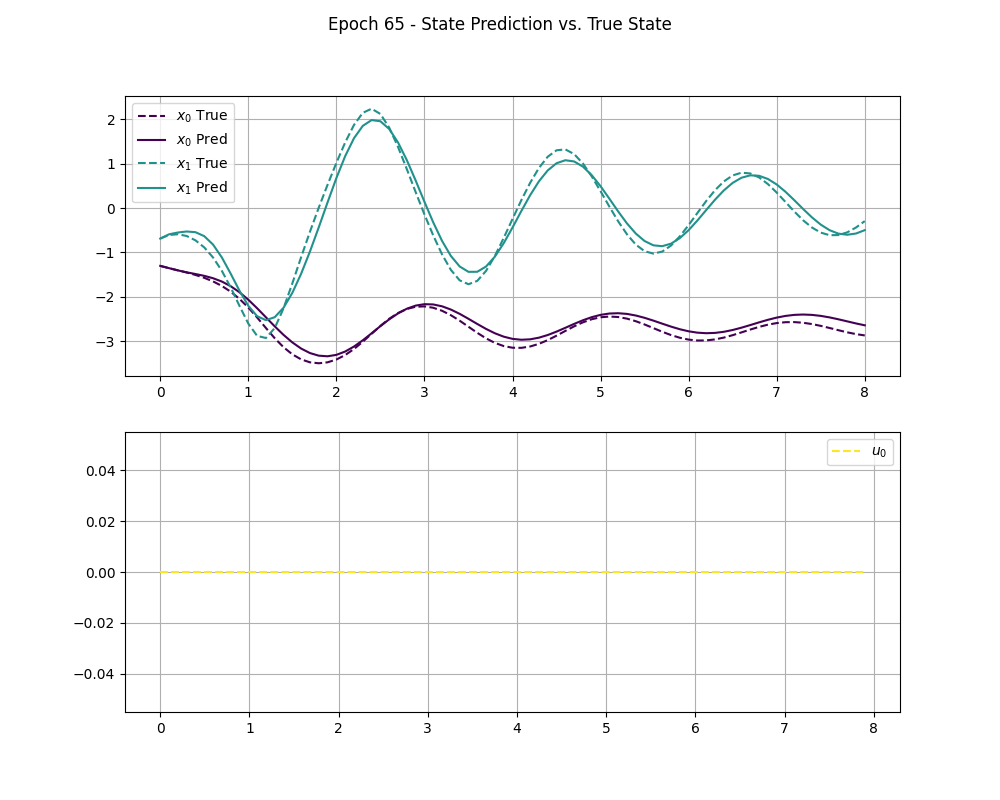 Epoch 65 - State Prediction vs. True State
x₀ True
x₀ Pred
x₁ True
x₁ Pred
2
1
0
−1
−2
−3
0 1 2 3 4 5 6 7 8
u₀
0.04
0.02
0.00
−0.02
−0.04
0 1 2 3 4 5 6 7 8